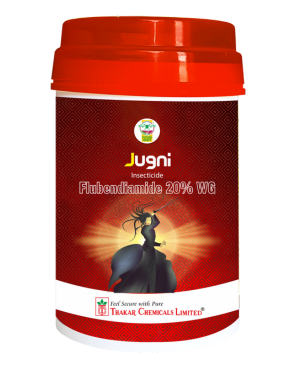 Jugni
Insecticide
Flubendiamide 20% WG
Feel Secure with Pure
THAKAR CHEMICALS LIMITED®